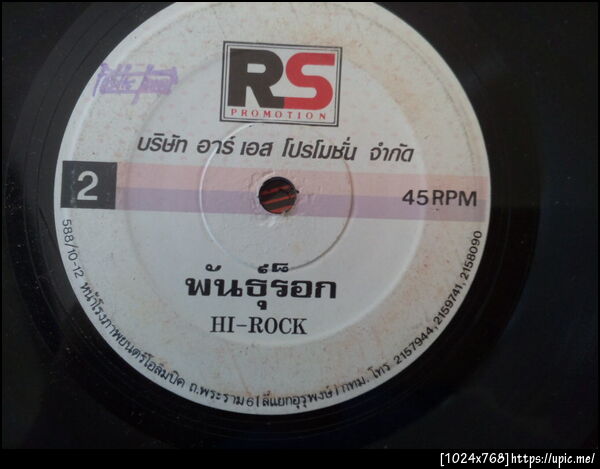 RS
PROMOTION
บริษัท อาร์ เอส โปรโมชั่น จำกัด
2
45 RPM
พันธุ์ร็อก
HI-ROCK
588/10-12 หน้าโรงภาพยนตร์โอลิมปิค ถ.พระราม 6 (สี่แยกอุรุพงษ์) กทม. โทร 2157944, 2159741, 2158090
[1024x768]https://upic.me/